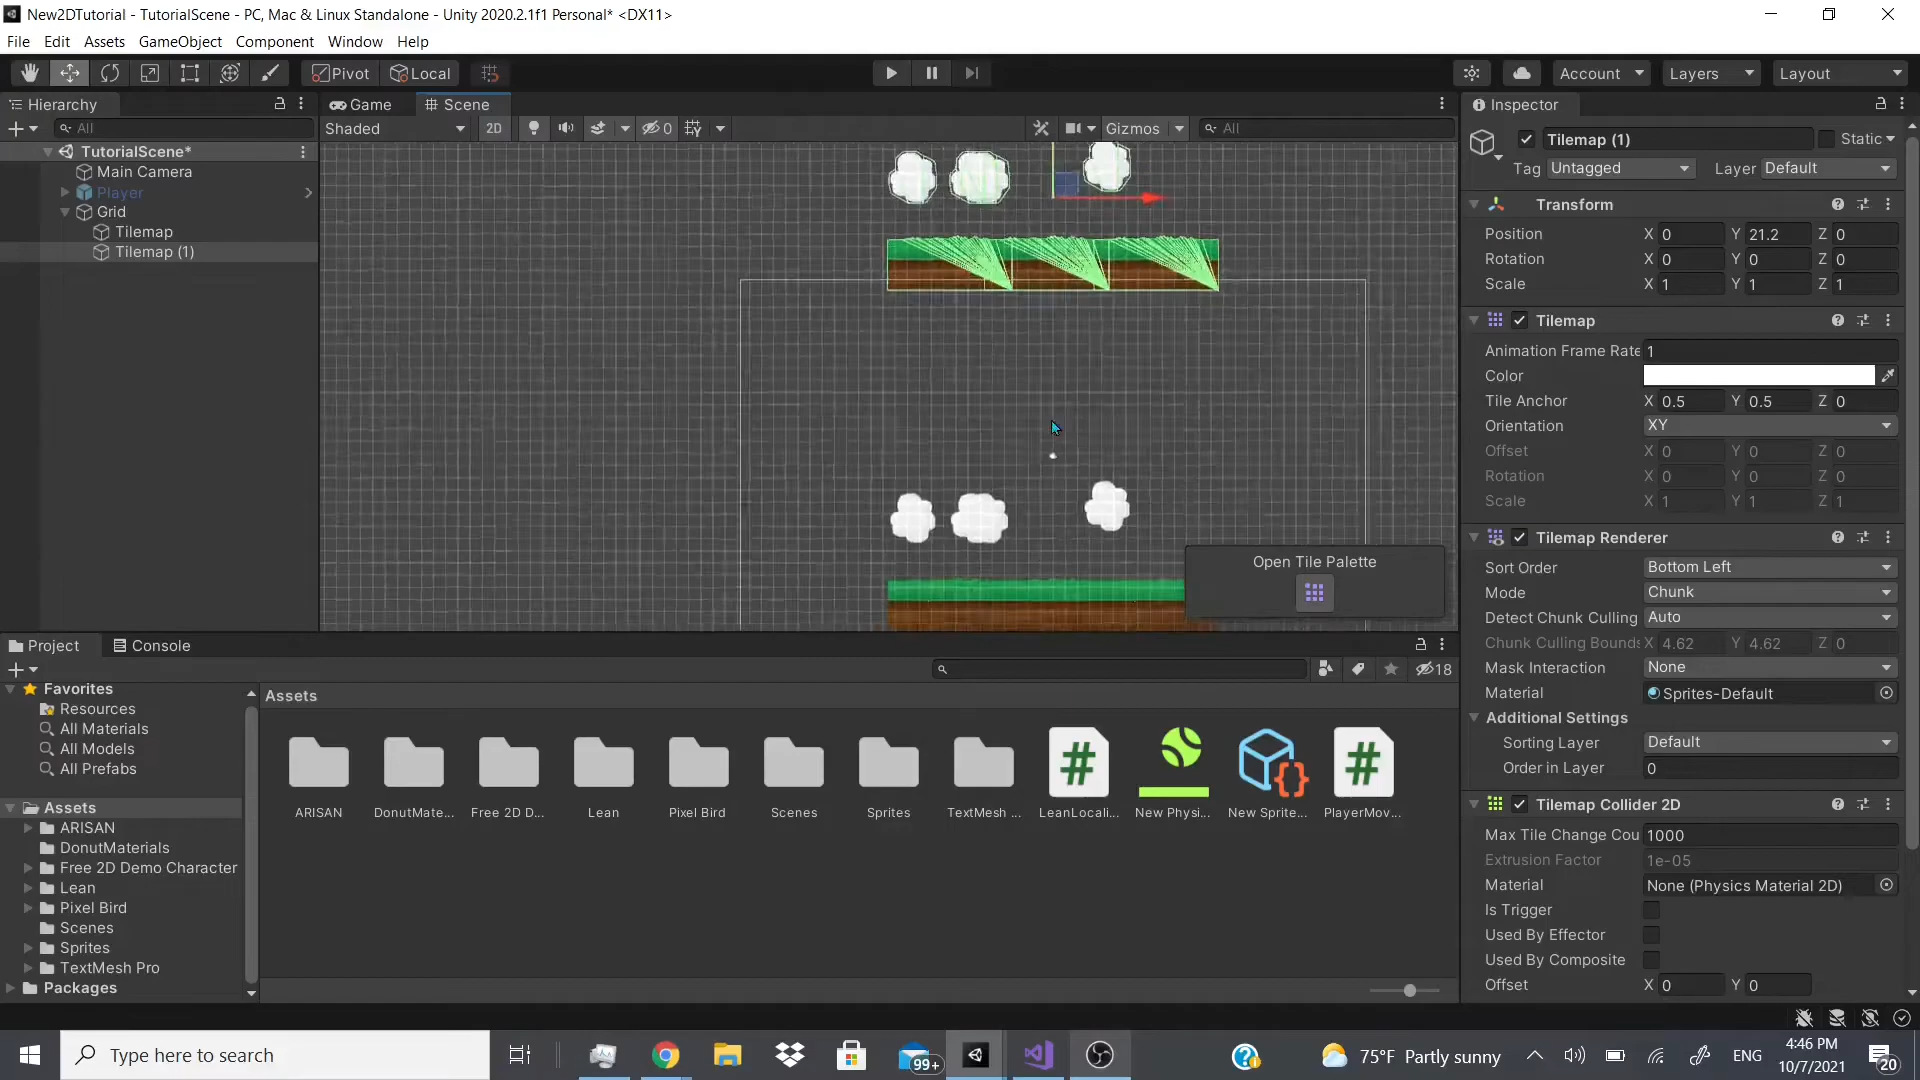 New2DTutorial - TutorialScene - PC, Mac & Linux Standalone - Unity 2020.2.1f1 Personal* <DX11>
File Edit Assets GameObject Component Window Help
Pivot Local Account Layers Layout
Hierarchy
All
TutorialScene*
Main Camera
Player
Grid
Tilemap
Tilemap (1)
Game Scene
Shaded 2D 0 Gizmos All
Open Tile Palette
Inspector
Tilemap (1) Static
Tag Untagged Layer Default
Transform
Position X 0 Y 21.2 Z 0
Rotation X 0 Y 0 Z 0
Scale X 1 Y 1 Z 1
Tilemap
Animation Frame Rate 1
Color
Tile Anchor X 0.5 Y 0.5 Z 0
Orientation XY
Offset X 0 Y 0 Z 0
Rotation X 0 Y 0 Z 0
Scale X 1 Y 1 Z 1
Tilemap Renderer
Sort Order Bottom Left
Mode Chunk
Detect Chunk Culling Auto
Chunk Culling Bounds X 4.62 Y 4.62 Z 0
Mask Interaction None
Material Sprites-Default
Additional Settings
Sorting Layer Default
Order in Layer 0
Tilemap Collider 2D
Max Tile Change Cou 1000
Extrusion Factor 1e-05
Material None (Physics Material 2D)
Is Trigger
Used By Effector
Used By Composite
Offset X 0 Y 0
Project Console
18
Favorites
Resources
All Materials
All Models
All Prefabs
Assets
ARISAN
DonutMaterials
Free 2D Demo Character
Lean
Pixel Bird
Scenes
Sprites
TextMesh Pro
Packages
Assets
ARISAN DonutMate... Free 2D D... Lean Pixel Bird Scenes Sprites TextMesh ... LeanLocali... New Physi... New Sprite... PlayerMov...
Type here to search
99+
75°F Partly sunny
ENG
4:46 PM
10/7/2021
20